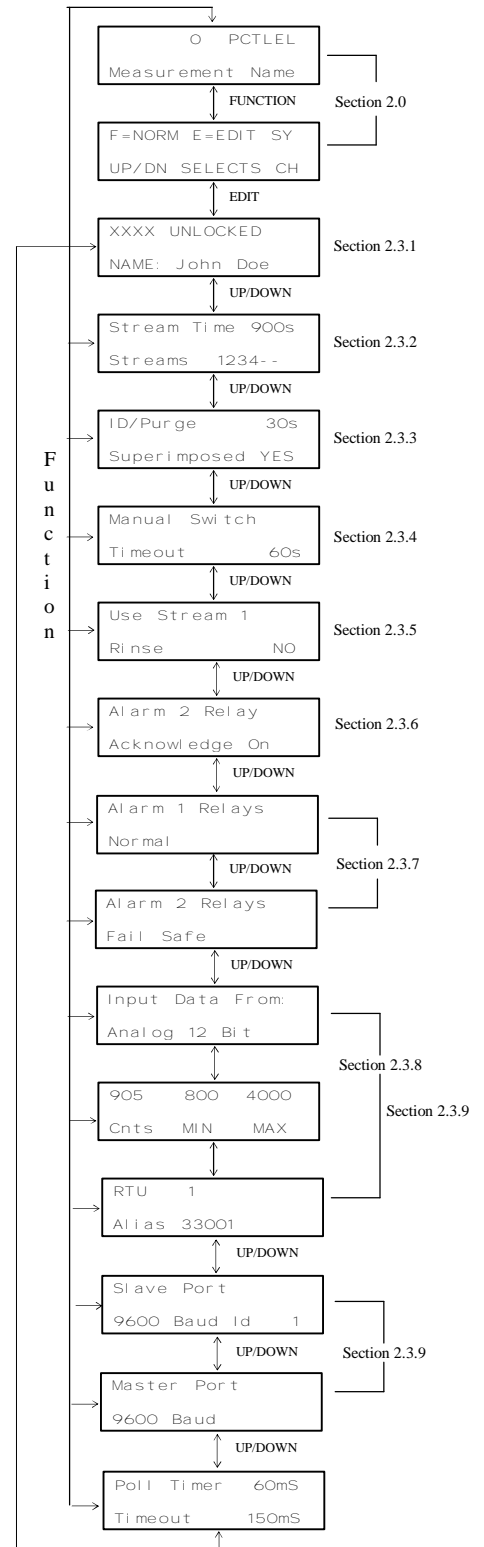 O PCTLEL
Measurement Name
FUNCTION
Section 2.0
F=NORM E=EDIT SY
UP/DN SELECTS CH
EDIT
XXXX UNLOCKED
NAME: John Doe
Section 2.3.1
UP/DOWN
Stream Time 900s
Streams 1234--
Section 2.3.2
UP/DOWN
ID/Purge 30s
Superimposed YES
Section 2.3.3
Function
UP/DOWN
Manual Switch
Timeout 60s
Section 2.3.4
UP/DOWN
Use Stream 1
Rinse NO
Section 2.3.5
UP/DOWN
Alarm 2 Relay
Acknowledge On
Section 2.3.6
UP/DOWN
Alarm 1 Relays
Normal
UP/DOWN
Section 2.3.7
Alarm 2 Relays
Fail Safe
UP/DOWN
Input Data From:
Analog 12 Bit
Section 2.3.8
905 800 4000
Cnts MIN MAX
Section 2.3.9
RTU 1
Alias 33001
UP/DOWN
Slave Port
9600 Baud Id 1
UP/DOWN
Section 2.3.9
Master Port
9600 Baud
UP/DOWN
Poll Timer 60mS
Timeout 150mS